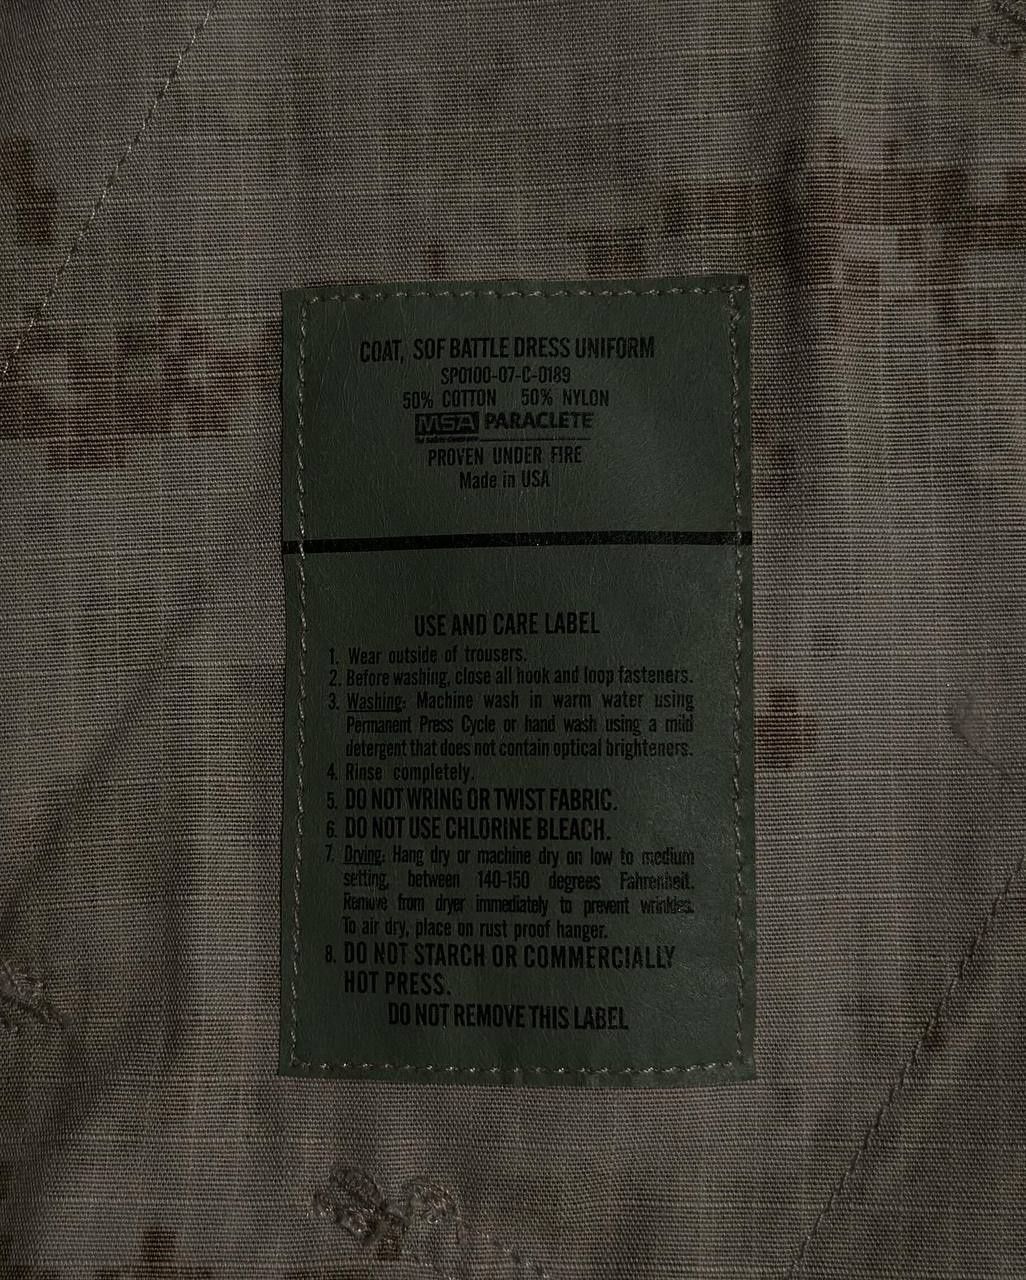 COAT, SOF BATTLE DRESS UNIFORM
SP0100-07-C-0189
50% COTTON 50% NYLON
MSA PARACLETE
PROVEN UNDER FIRE
Made in USA
USE AND CARE LABEL
1. Wear outside of trousers.
2. Before washing, close all hook and loop fasteners.
3. Washing: Machine wash in warm water using
Permanent Press Cycle or hand wash using a mild
detergent that does not contain optical brighteners.
4. Rinse completely.
5. DO NOT WRING OR TWIST FABRIC.
6. DO NOT USE CHLORINE BLEACH.
7. Drying: Hang dry or machine dry on low to medium
setting, between 140-150 degrees Fahrenheit.
Remove from dryer immediately to prevent wrinkles.
To air dry, place on rust proof hanger.
8. DO NOT STARCH OR COMMERCIALLY
HOT PRESS.
DO NOT REMOVE THIS LABEL